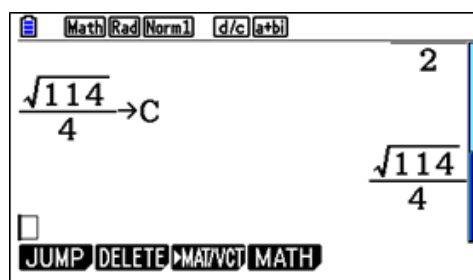 Math Rad Norm1 d/c a+bi
2
√114
4
→C
√114
4
JUMP DELETE ▶MAT/VCT MATH